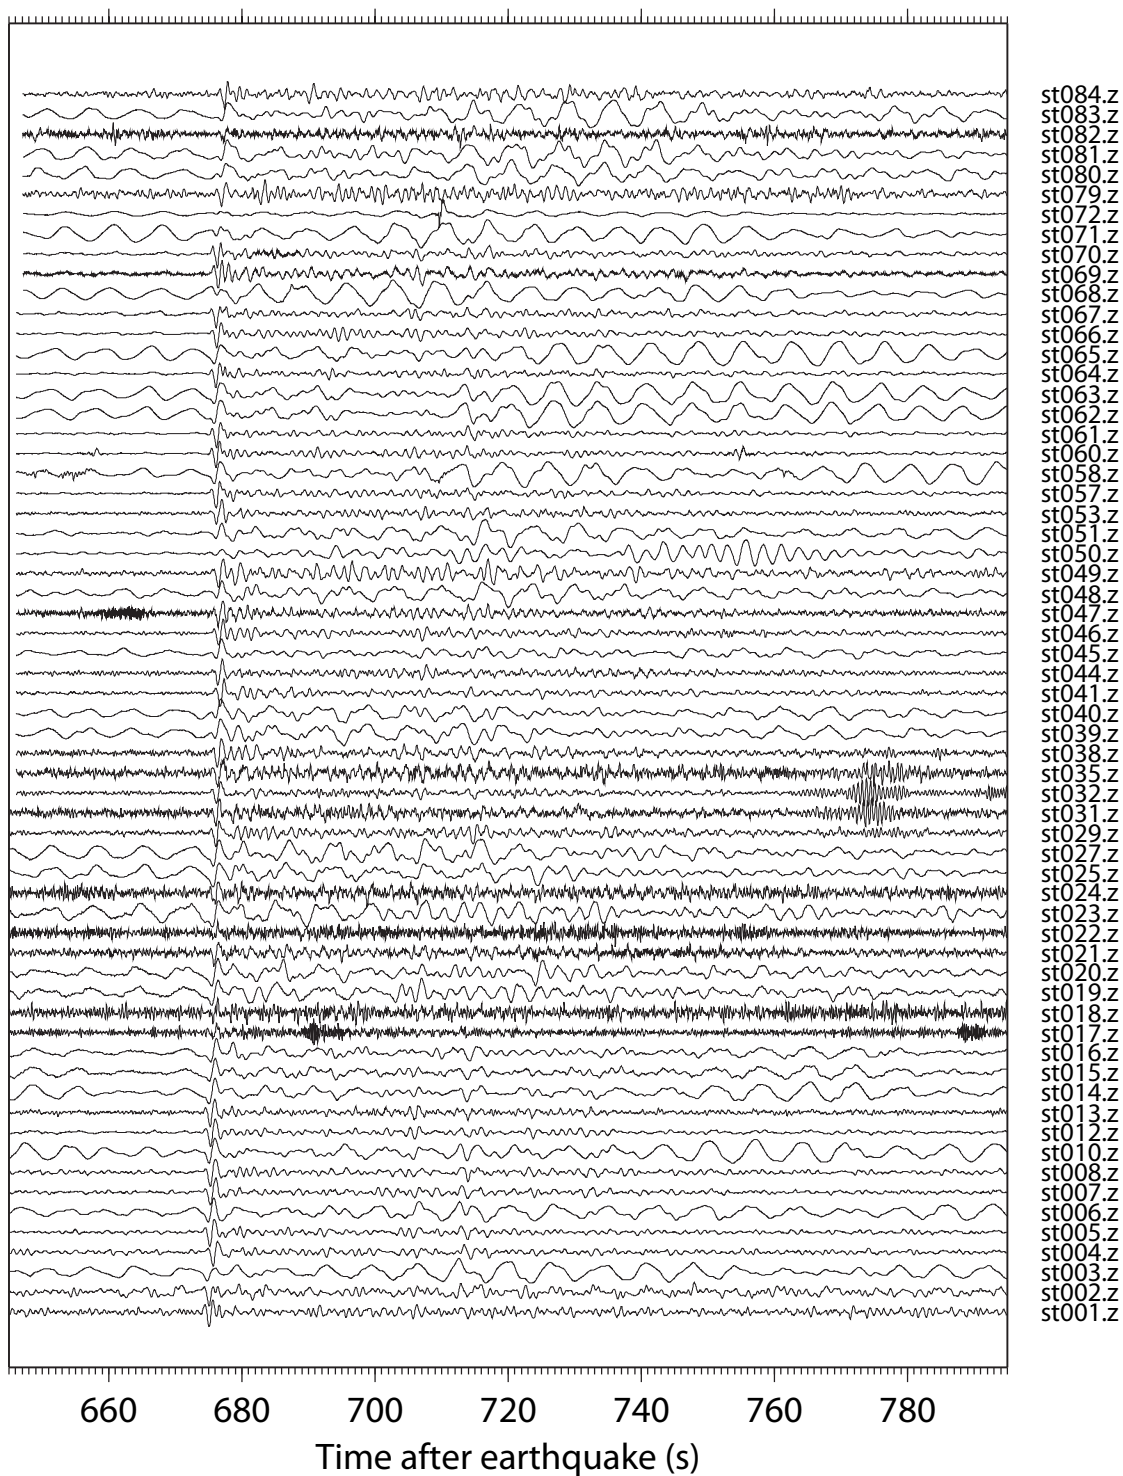 st084.z
st083.z
st082.z
st081.z
st080.z
st079.z
st072.z
st071.z
st070.z
st069.z
st068.z
st067.z
st066.z
st065.z
st064.z
st063.z
st062.z
st061.z
st060.z
st058.z
st057.z
st053.z
st051.z
st050.z
st049.z
st048.z
st047.z
st046.z
st045.z
st044.z
st041.z
st040.z
st039.z
st038.z
st035.z
st032.z
st031.z
st029.z
st027.z
st025.z
st024.z
st023.z
st022.z
st021.z
st020.z
st019.z
st018.z
st017.z
st016.z
st015.z
st014.z
st013.z
st012.z
st010.z
st008.z
st007.z
st006.z
st005.z
st004.z
st003.z
st002.z
st001.z
660 680 700 720 740 760 780
Time after earthquake (s)